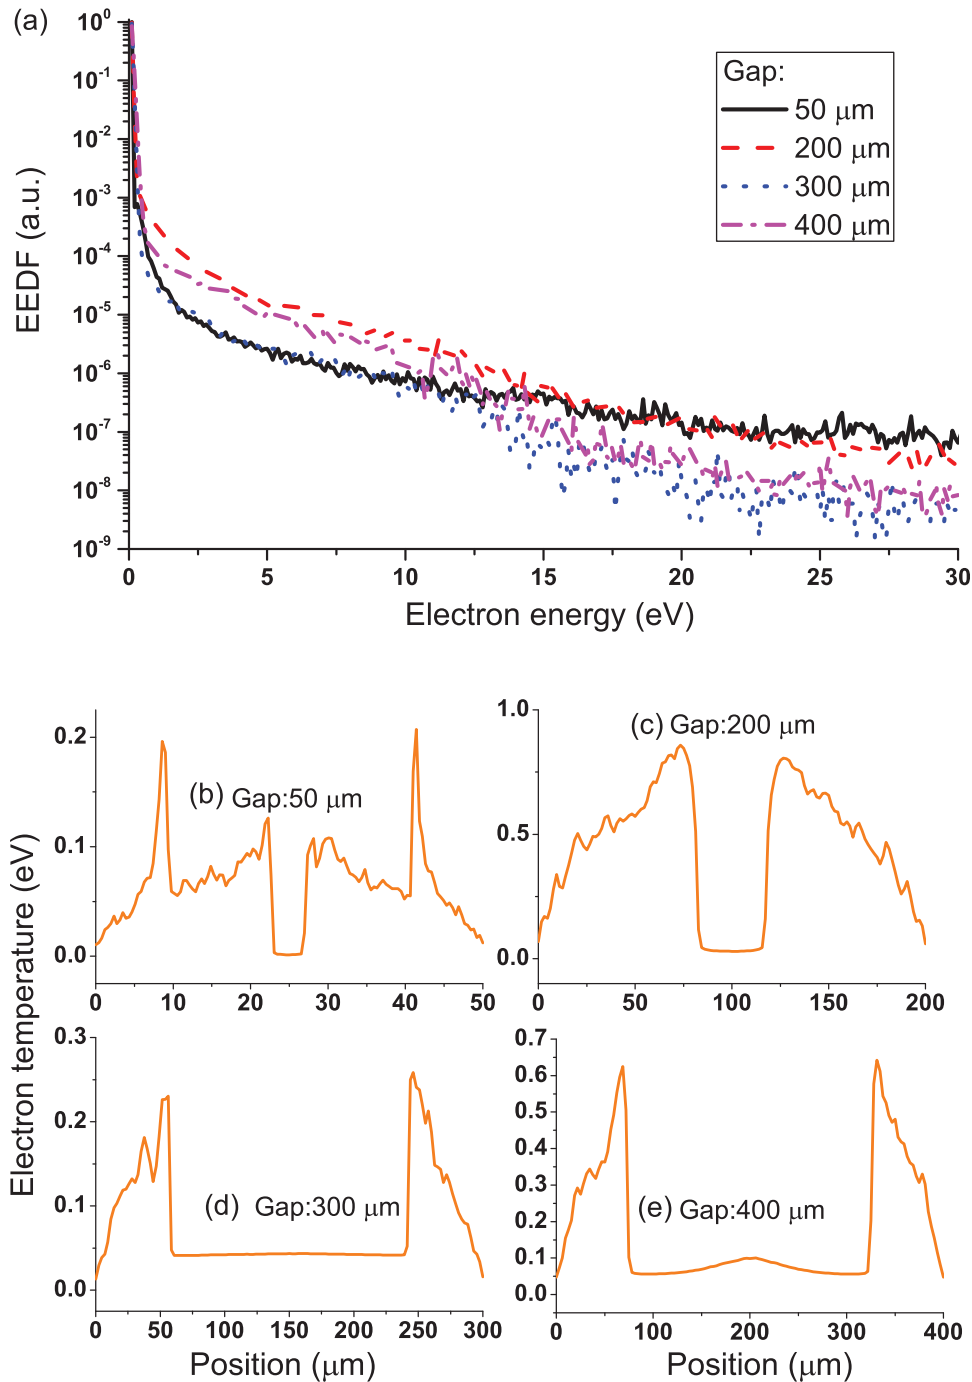 (a)
10⁰
10⁻¹
10⁻²
10⁻³
10⁻⁴
10⁻⁵
10⁻⁶
10⁻⁷
10⁻⁸
10⁻⁹
EEDF (a.u.)
Gap:
50 μm
200 μm
300 μm
400 μm
0 5 10 15 20 25 30
Electron energy (eV)
Electron temperature (eV)
0.2
0.1
0.0
(b) Gap:50 μm
0 10 20 30 40 50
1.0
0.5
0.0
(c) Gap:200 μm
0 50 100 150 200
0.3
0.2
0.1
0.0
(d) Gap:300 μm
0 50 100 150 200 250 300
Position (μm)
0.7
0.6
0.5
0.4
0.3
0.2
0.1
0.0
(e) Gap:400 μm
0 100 200 300 400
Position (μm)